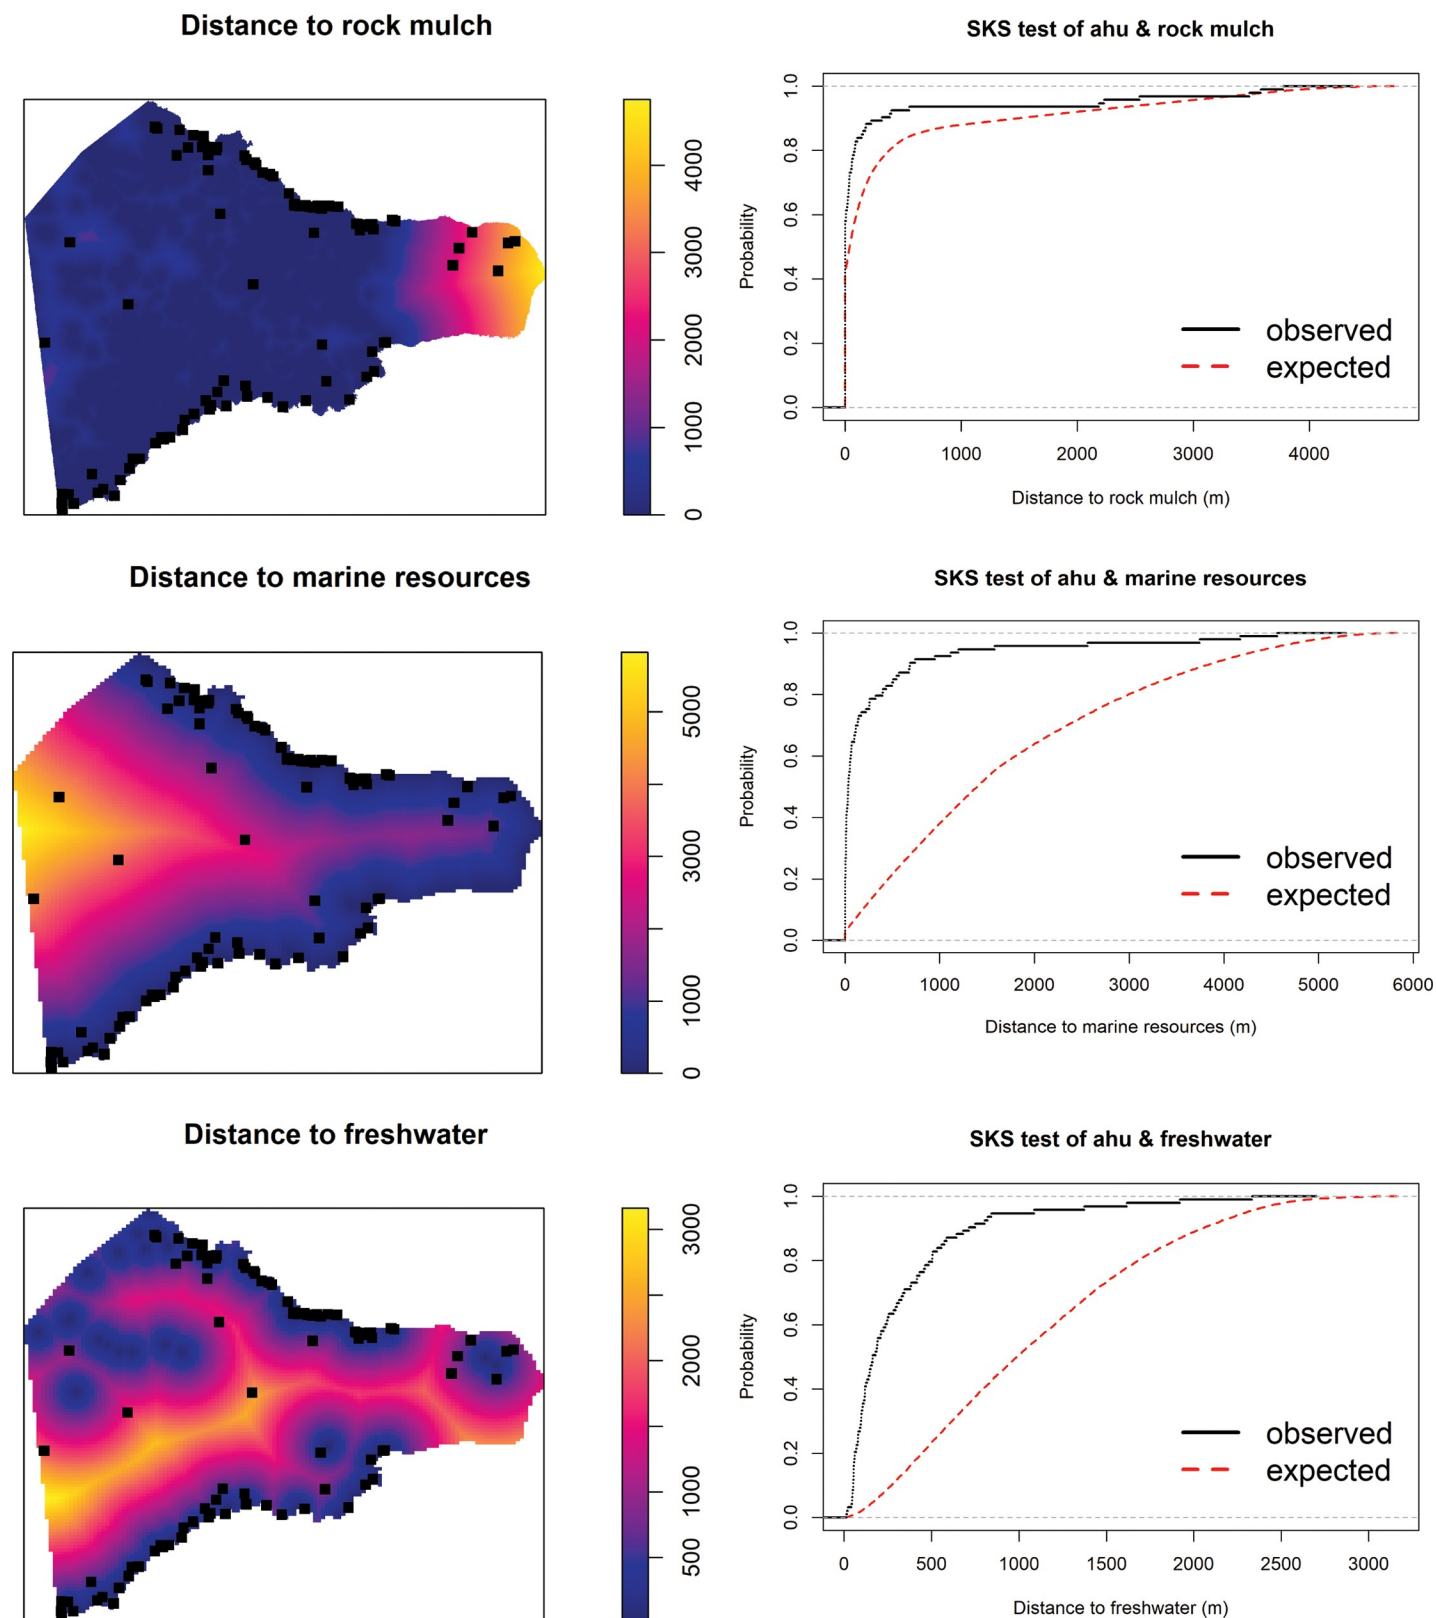 Distance to rock mulch
4000
3000
2000
1000
0
SKS test of ahu & rock mulch
Probability
1.0
0.8
0.6
0.4
0.2
0.0
observed
expected
0 1000 2000 3000 4000
Distance to rock mulch (m)
Distance to marine resources
5000
3000
1000
0
SKS test of ahu & marine resources
Probability
1.0
0.8
0.6
0.4
0.2
0.0
observed
expected
0 1000 2000 3000 4000 5000 6000
Distance to marine resources (m)
Distance to freshwater
3000
2000
1000
500
SKS test of ahu & freshwater
Probability
1.0
0.8
0.6
0.4
0.2
0.0
observed
expected
0 500 1000 1500 2000 2500 3000
Distance to freshwater (m)